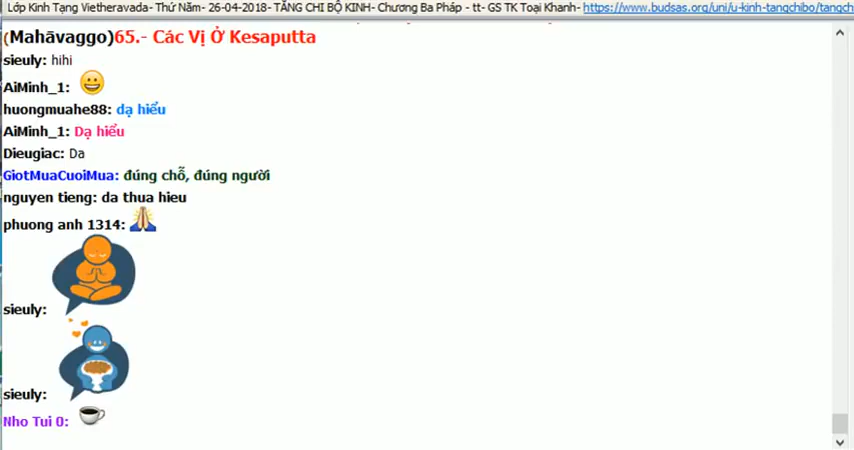 Lớp Kinh Tạng Vietheravada- Thứ Năm- 26-04-2018- TĂNG CHI BỘ KINH- Chương Ba Pháp - tt- GS TK Toại Khanh- https://www.budsas.org/uni/u-kinh-tangchibo/tangch
(Mahāvaggo)65.- Các Vị Ở Kesaputta
sieuly: hihi
AiMinh_1:
huongmuahe88: dạ hiểu
AiMinh_1: Dạ hiểu
Dieugiac: Da
GiotMuaCuoiMua: đúng chỗ, đúng người
nguyen tieng: da thua hieu
phuong anh 1314:
sieuly:
sieuly:
Nho Tui 0: